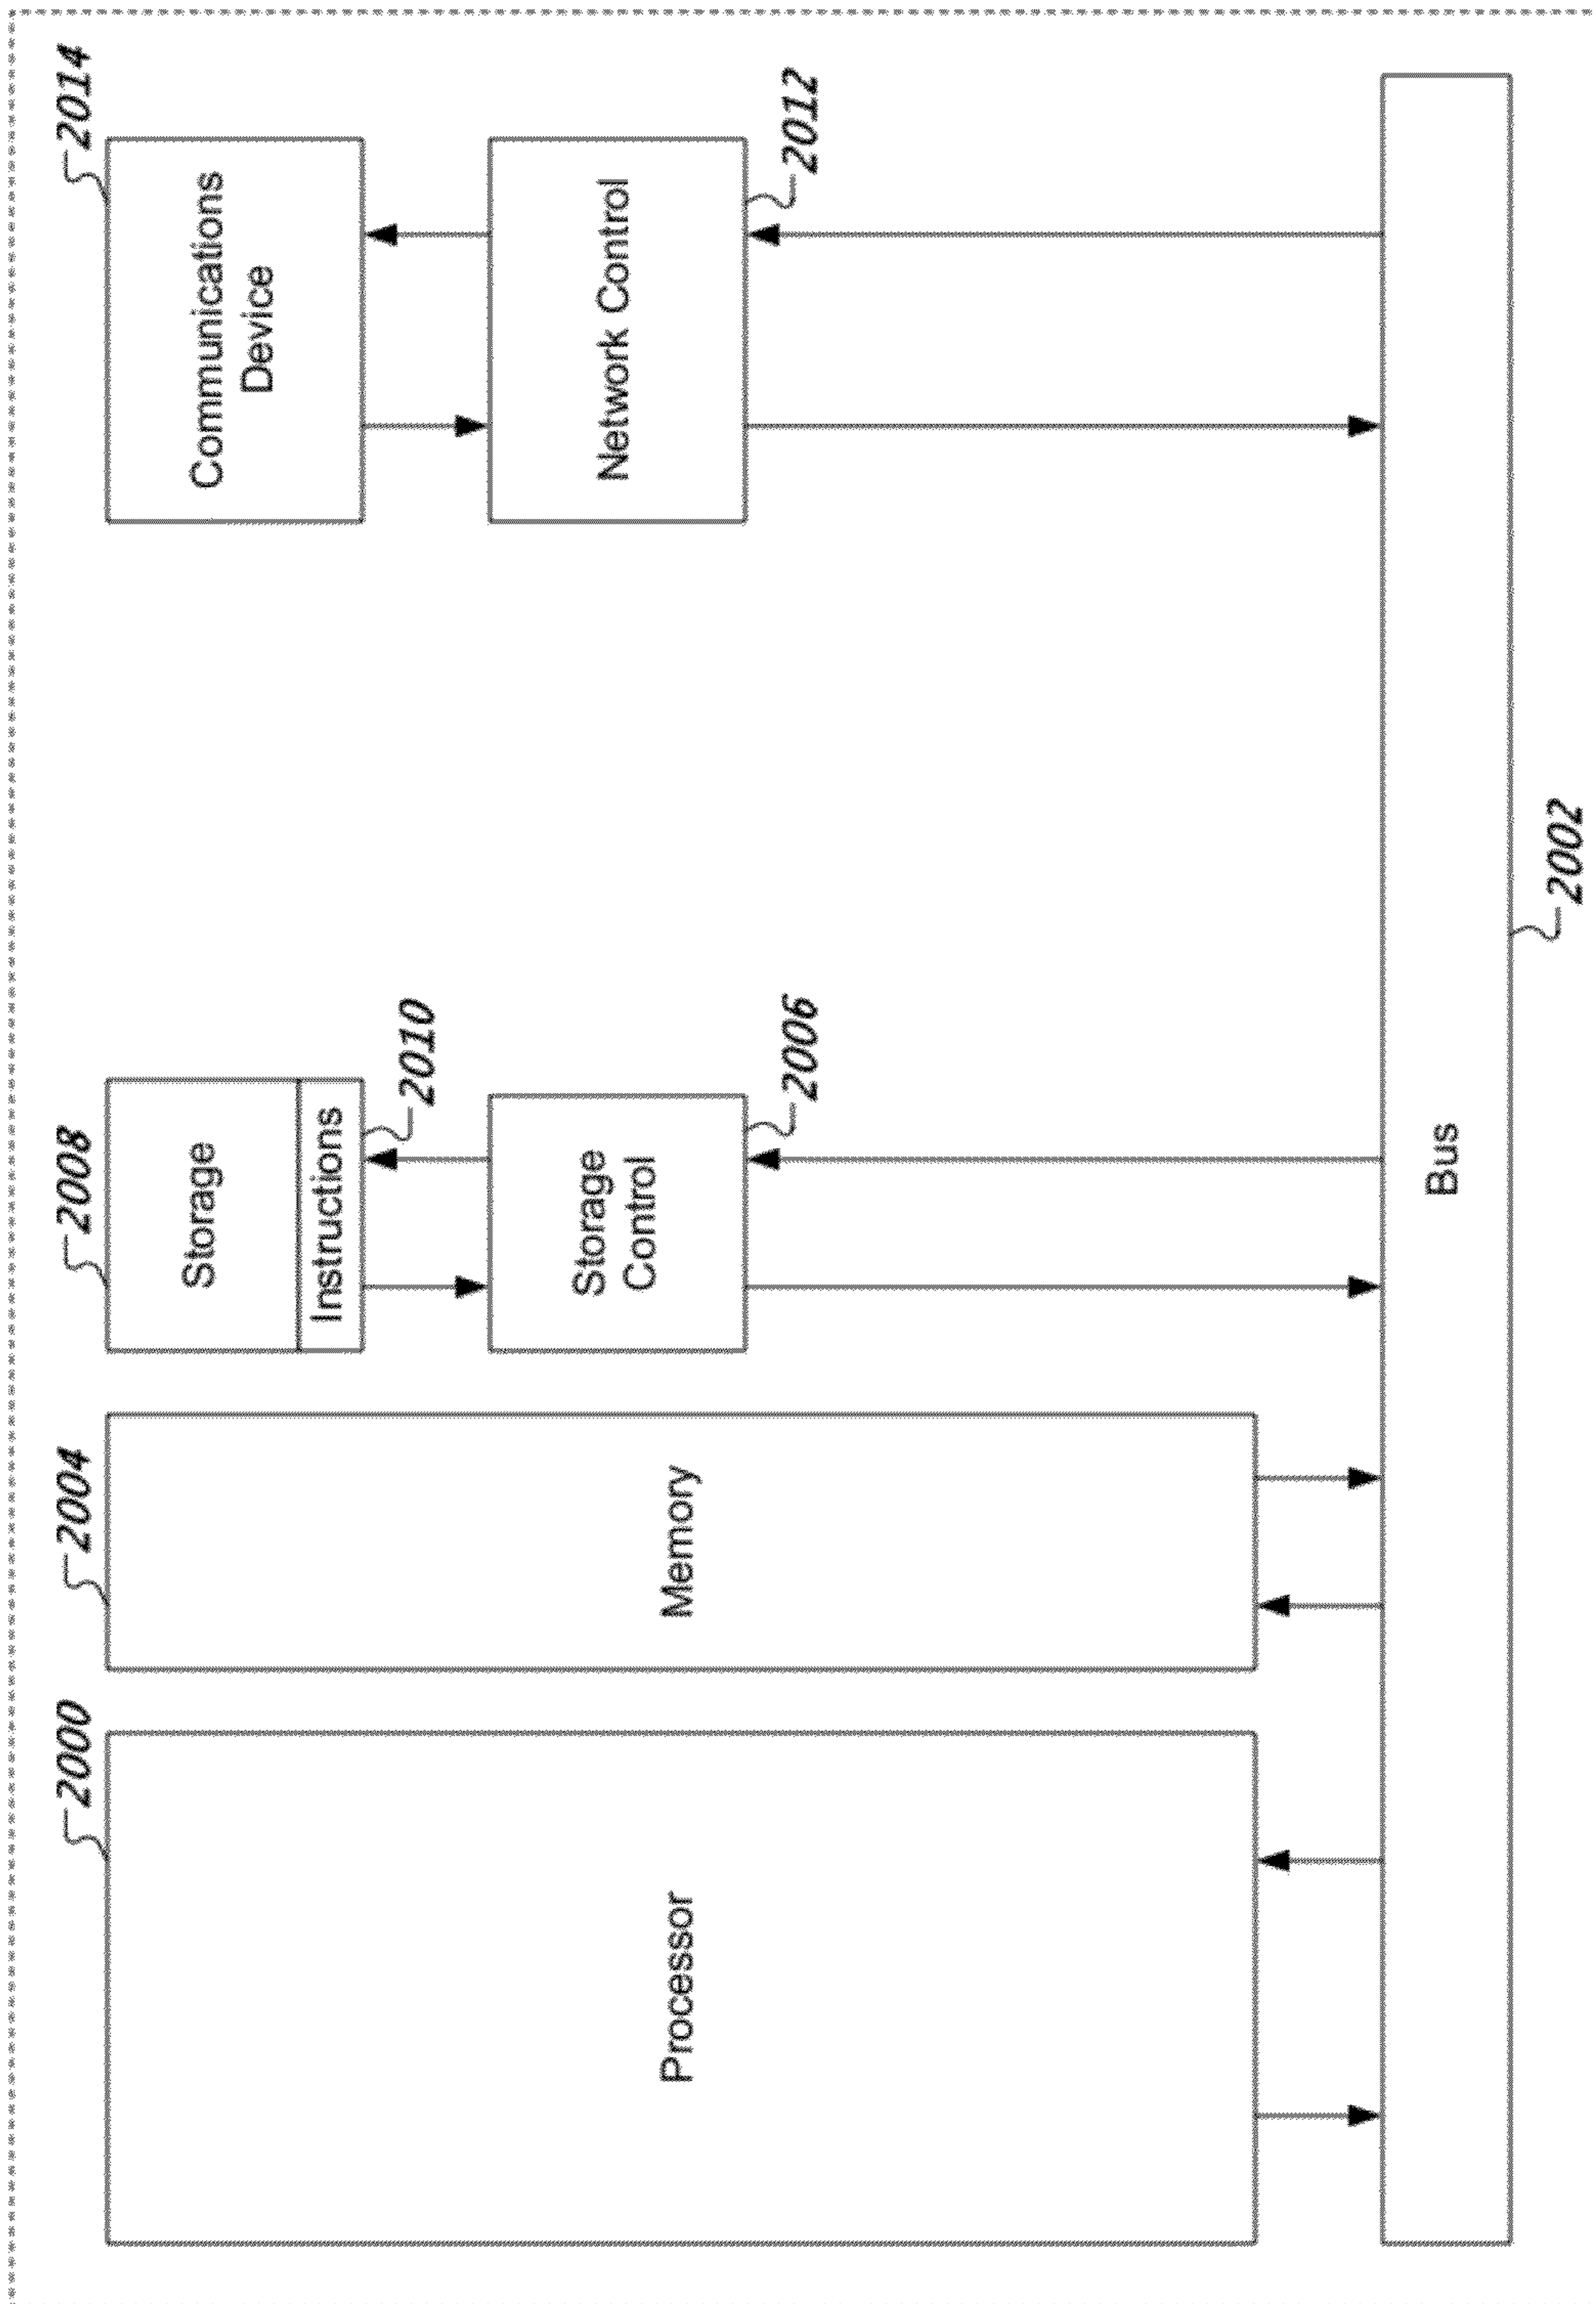 2000
Processor
2004
Memory
2008
Storage
Instructions
2010
Storage
Control
2006
2014
Communications
Device
Network Control
2012
Bus
2002